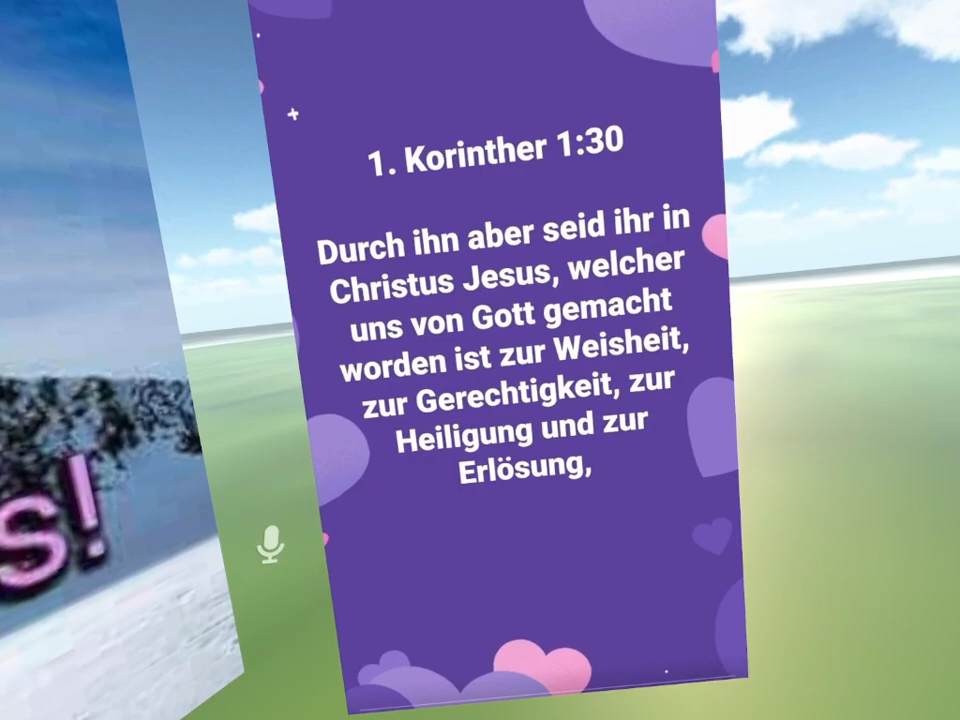 1. Korinther 1:30
Durch ihn aber seid ihr in
Christus Jesus, welcher
uns von Gott gemacht
worden ist zur Weisheit,
zur Gerechtigkeit, zur
Heiligung und zur
Erlösung,
s!